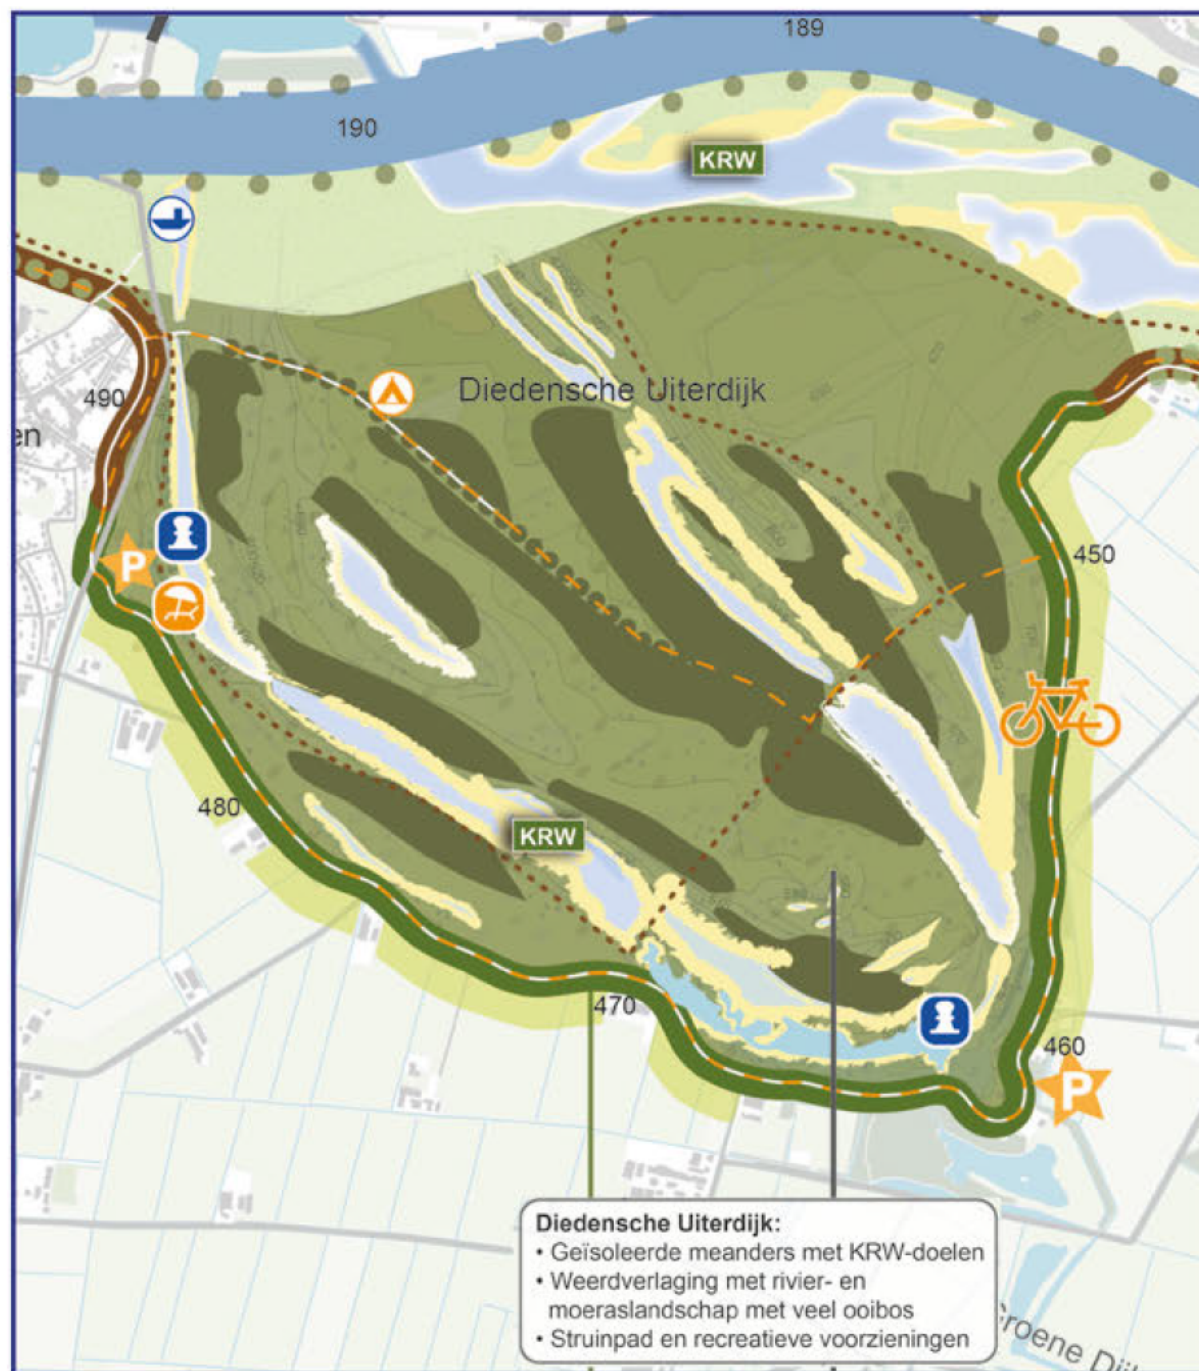 189
190
KRW
490
en
Diedensche Uiterdijk
P
450
480
KRW
470
460
P
Diedensche Uiterdijk:
• Geïsoleerde meanders met KRW-doelen
• Weerdverlaging met rivier- en
moeraslandschap met veel ooibos
• Struinpad en recreatieve voorzieningen
Groene Dijk